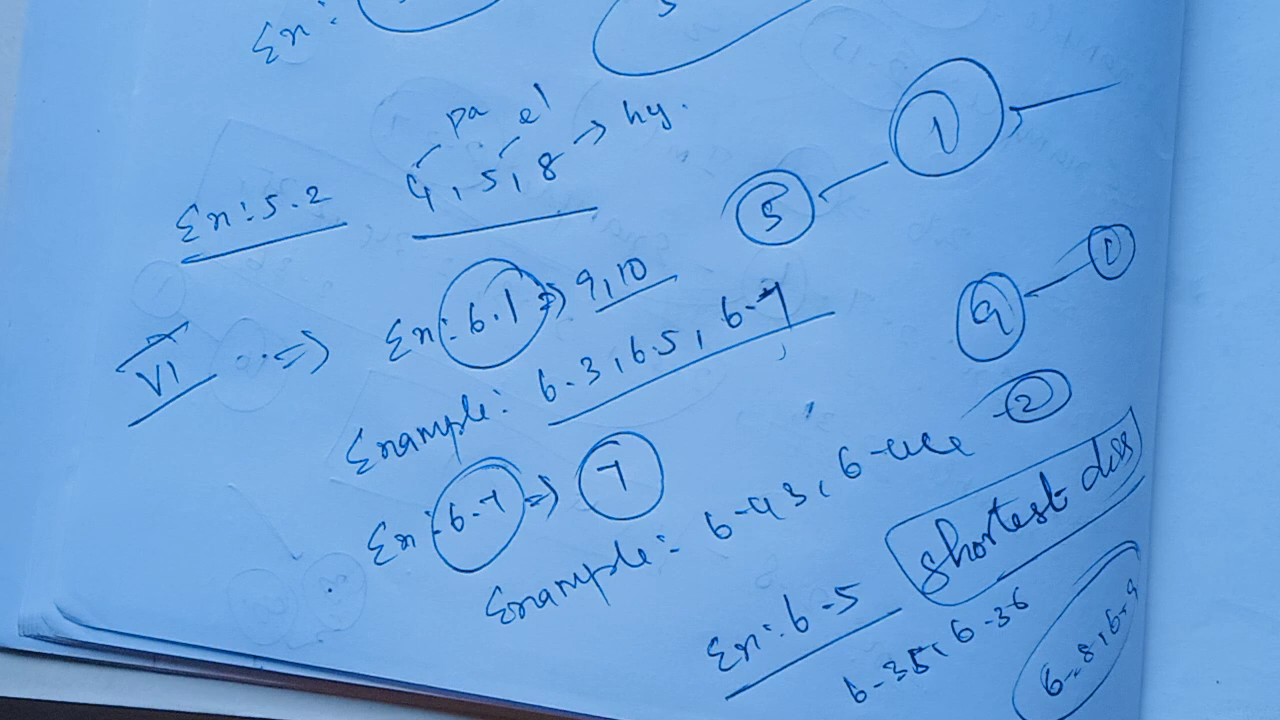 Ex:
Ex: 5.2 4, 5, 8 → hy.
pa el
1
5
VI ⇒ Ex: 6.1 ⇒ 9, 10
Example: 6.3, 6.5, 6.7
9 — 1
Ex: 6.7 ⇒ 7
Example: 6.43, 6.44
2
Ex: 6.5 shortest diss
6.35, 6.36
6.8, 6.9